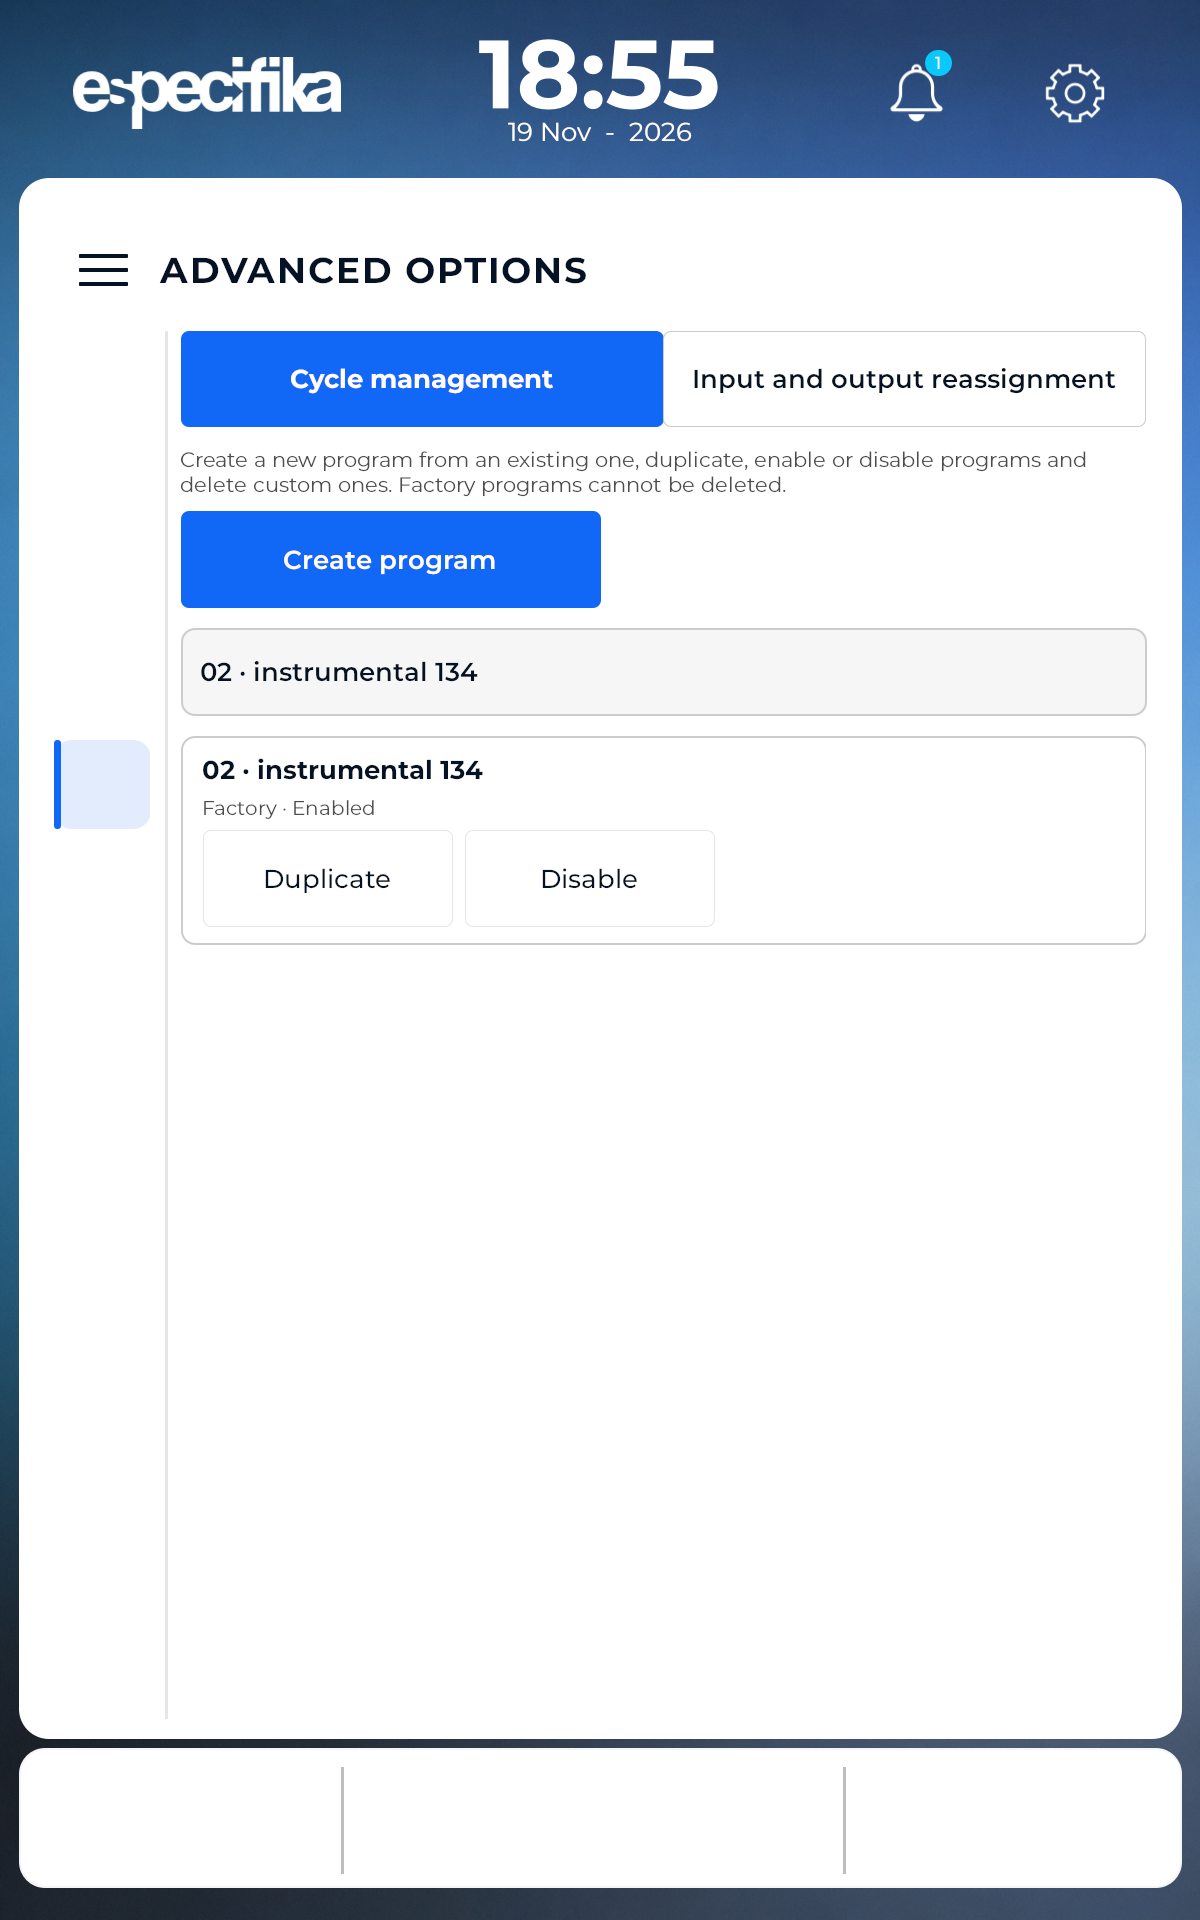 especifika
18:55
19 Nov - 2026
1
ADVANCED OPTIONS
Cycle management
Input and output reassignment
Create a new program from an existing one, duplicate, enable or disable programs and
delete custom ones. Factory programs cannot be deleted.
Create program
02 · instrumental 134
02 · instrumental 134
Factory · Enabled
Duplicate
Disable